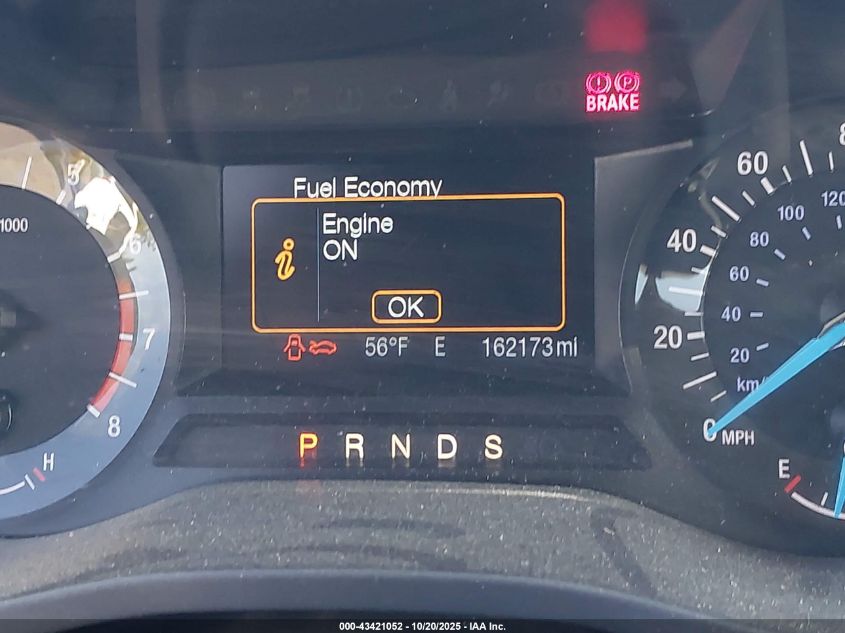 BRAKE
Fuel Economy
Engine
ON
i
OK
56°F E 162173mi
P R N D S
1000
5
6
7
8
H
0 20 40 60 8
MPH
20 40 60 80 100 120
km/
E
000-43421052 - 10/20/2025 - IAA Inc.